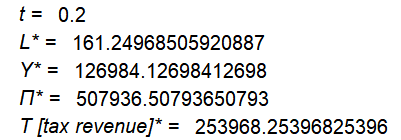 t = 0.2
L* = 161.24968505920887
Y* = 126984.12698412698
Π* = 507936.50793650793
T [tax revenue]* = 253968.25396825396